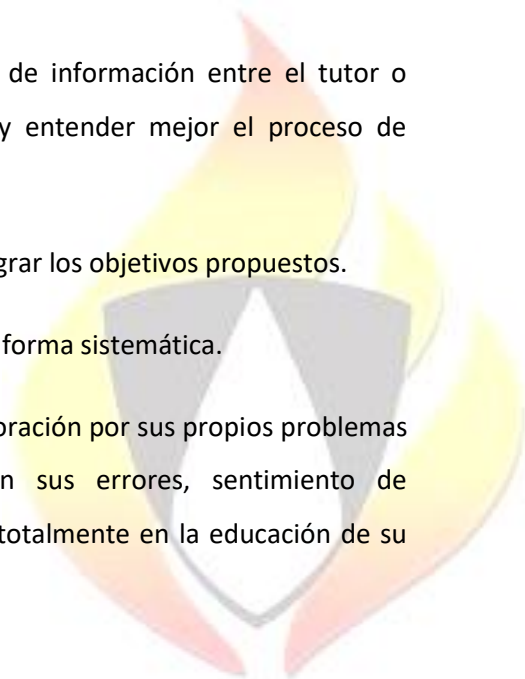 de información entre el tutor o
y entender mejor el proceso de
grar los objetivos propuestos.
forma sistemática.
oración por sus propios problemas
n sus errores, sentimiento de
totalmente en la educación de su